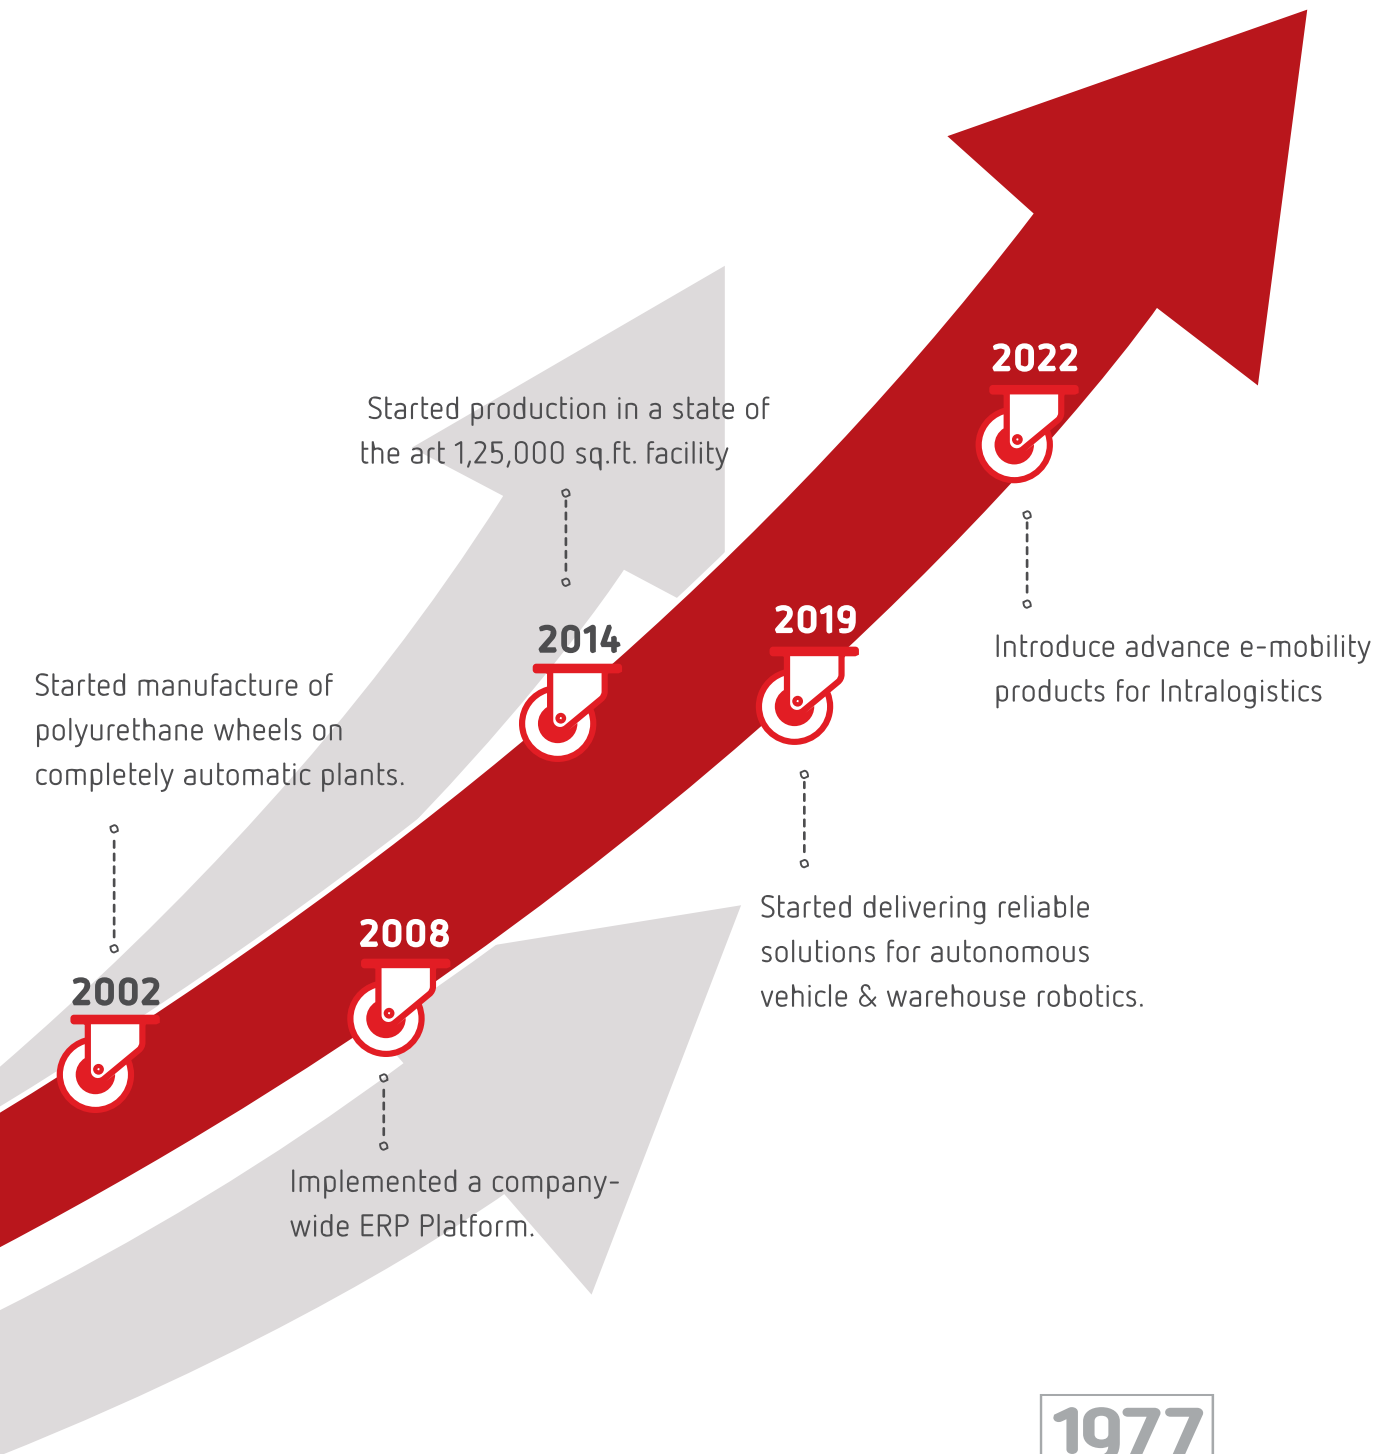 2022
Started production in a state of
the art 1,25,000 sq.ft. facility
2019
2014
Introduce advance e-mobility
products for Intralogistics
Started manufacture of
polyurethane wheels on
completely automatic plants.
Started delivering reliable
solutions for autonomous
vehicle & warehouse robotics.
2008
2002
Implemented a company-
wide ERP Platform.
1977